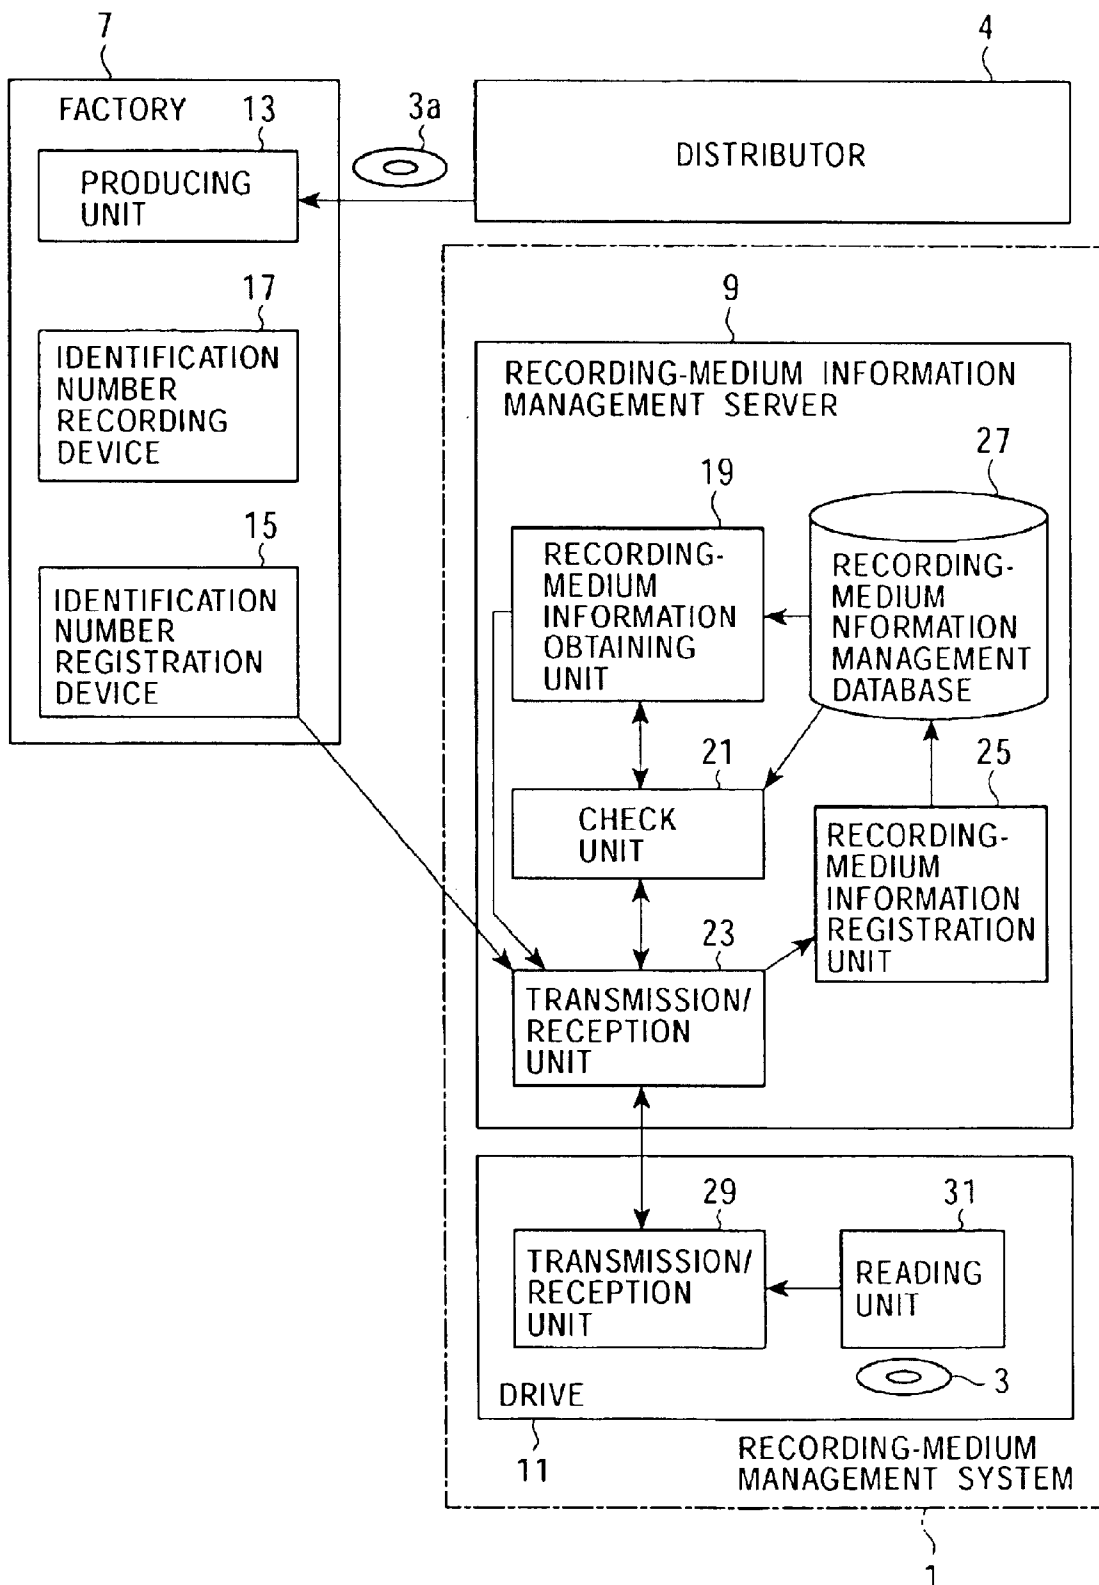 7
FACTORY
13
PRODUCING
UNIT
17
IDENTIFICATION
NUMBER
RECORDING
DEVICE
15
IDENTIFICATION
NUMBER
REGISTRATION
DEVICE
3a
4
DISTRIBUTOR
9
RECORDING-MEDIUM INFORMATION
MANAGEMENT SERVER
19
RECORDING-
MEDIUM
INFORMATION
OBTAINING
UNIT
27
RECORDING-
MEDIUM
NFORMATION
MANAGEMENT
DATABASE
21
CHECK
UNIT
25
RECORDING-
MEDIUM
INFORMATION
REGISTRATION
UNIT
23
TRANSMISSION/
RECEPTION
UNIT
29
TRANSMISSION/
RECEPTION
UNIT
31
READING
UNIT
3
DRIVE
11
RECORDING-MEDIUM
MANAGEMENT SYSTEM
1